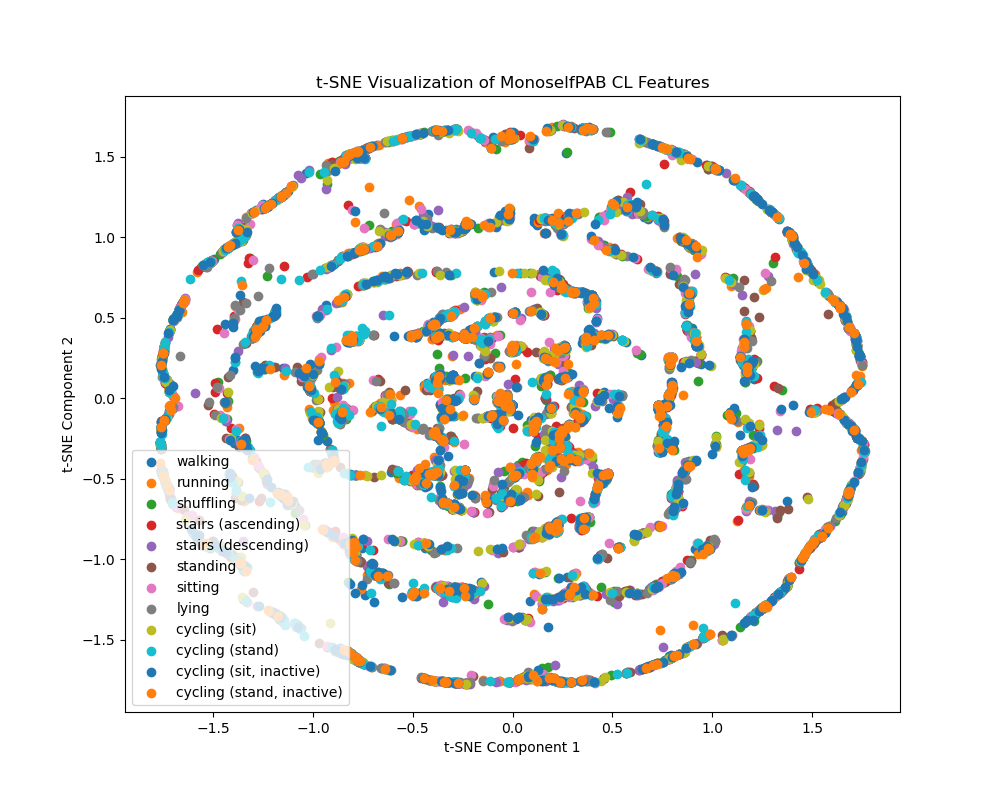 t-SNE Visualization of MonoselfPAB CL Features
t-SNE Component 2
1.5
1.0
0.5
0.0
−0.5
−1.0
−1.5
walking
running
shuffling
stairs (ascending)
stairs (descending)
standing
sitting
lying
cycling (sit)
cycling (stand)
cycling (sit, inactive)
cycling (stand, inactive)
−1.5 −1.0 −0.5 0.0 0.5 1.0 1.5
t-SNE Component 1